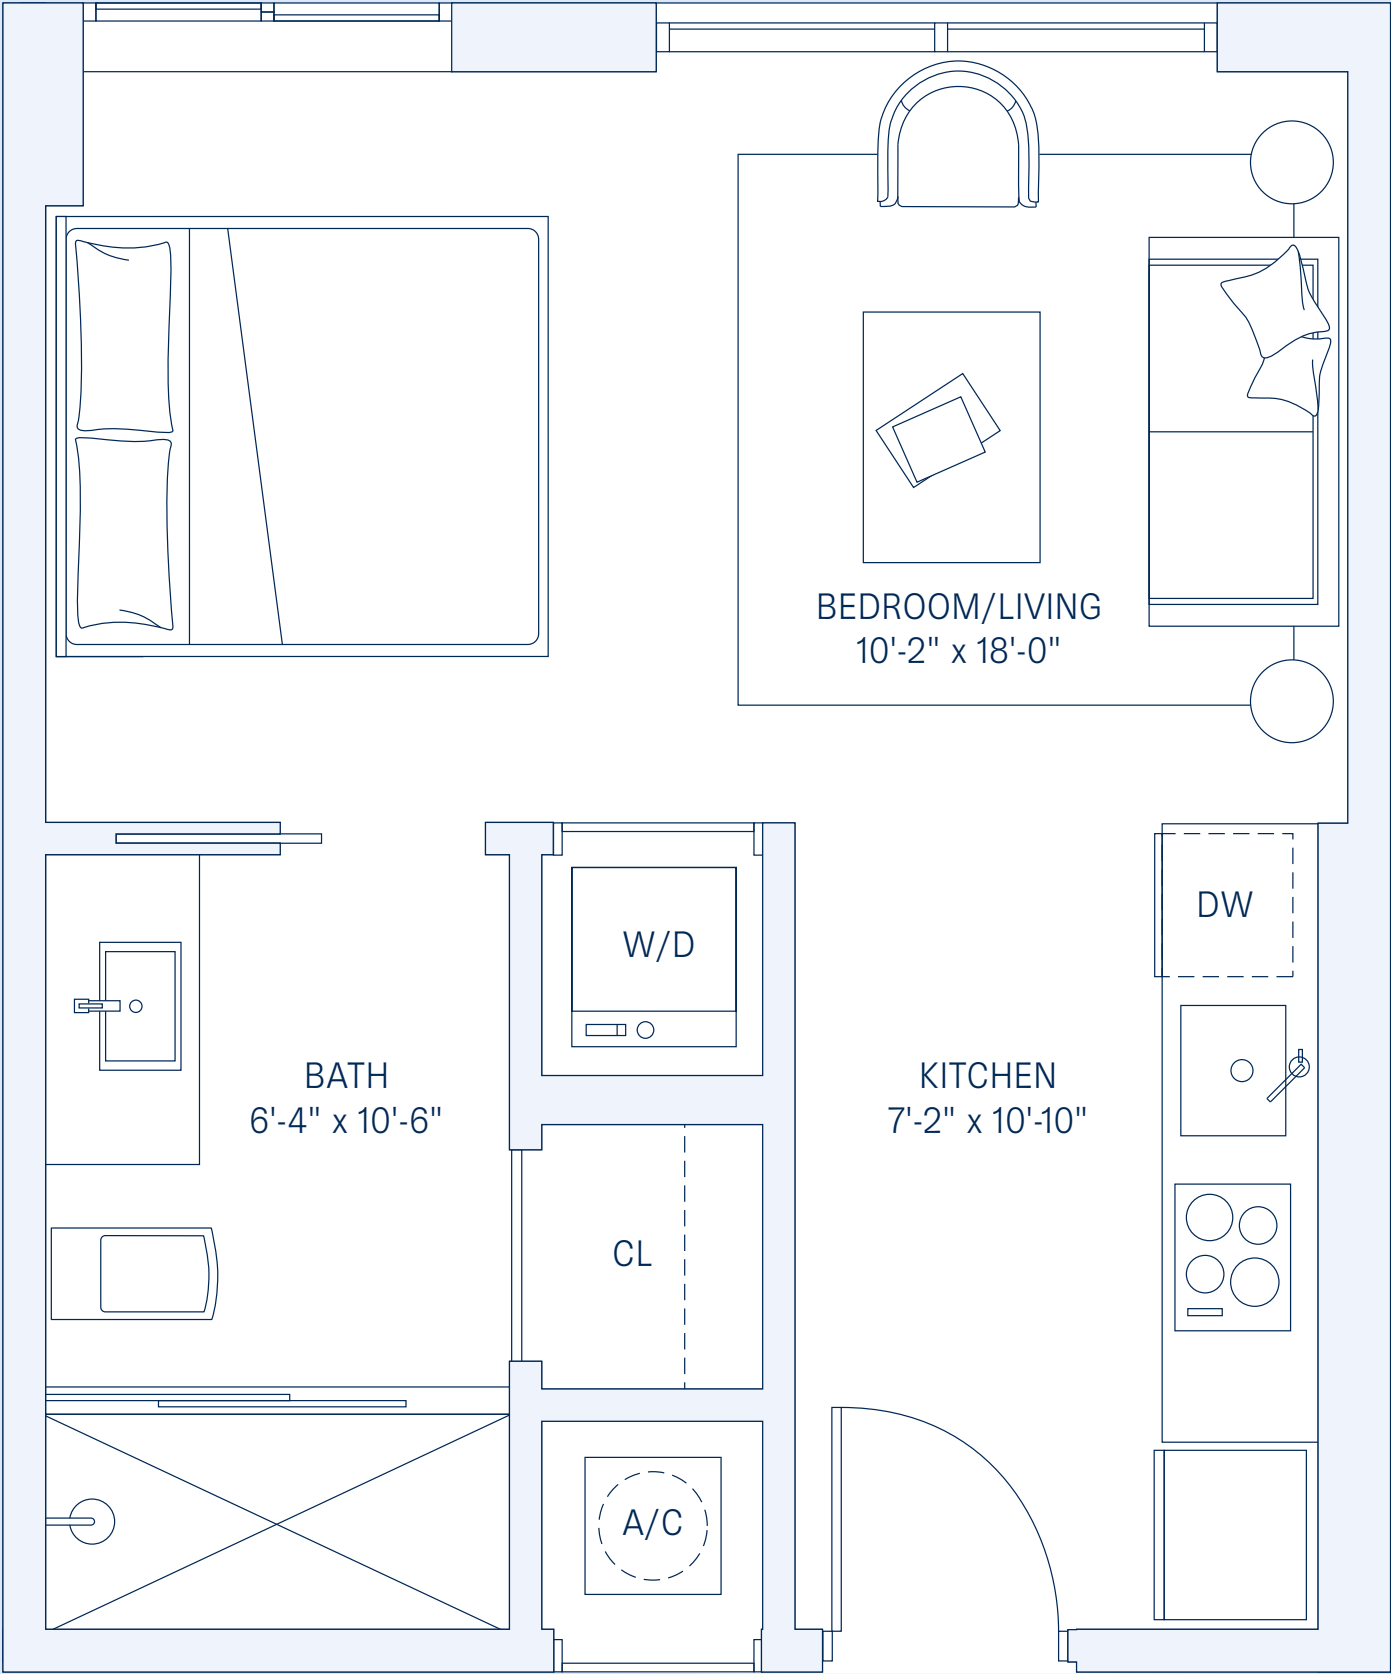 BEDROOM/LIVING
10'-2" x 18'-0"
DW
W/D
BATH
6'-4" x 10'-6"
KITCHEN
7'-2" x 10'-10"
CL
A/C